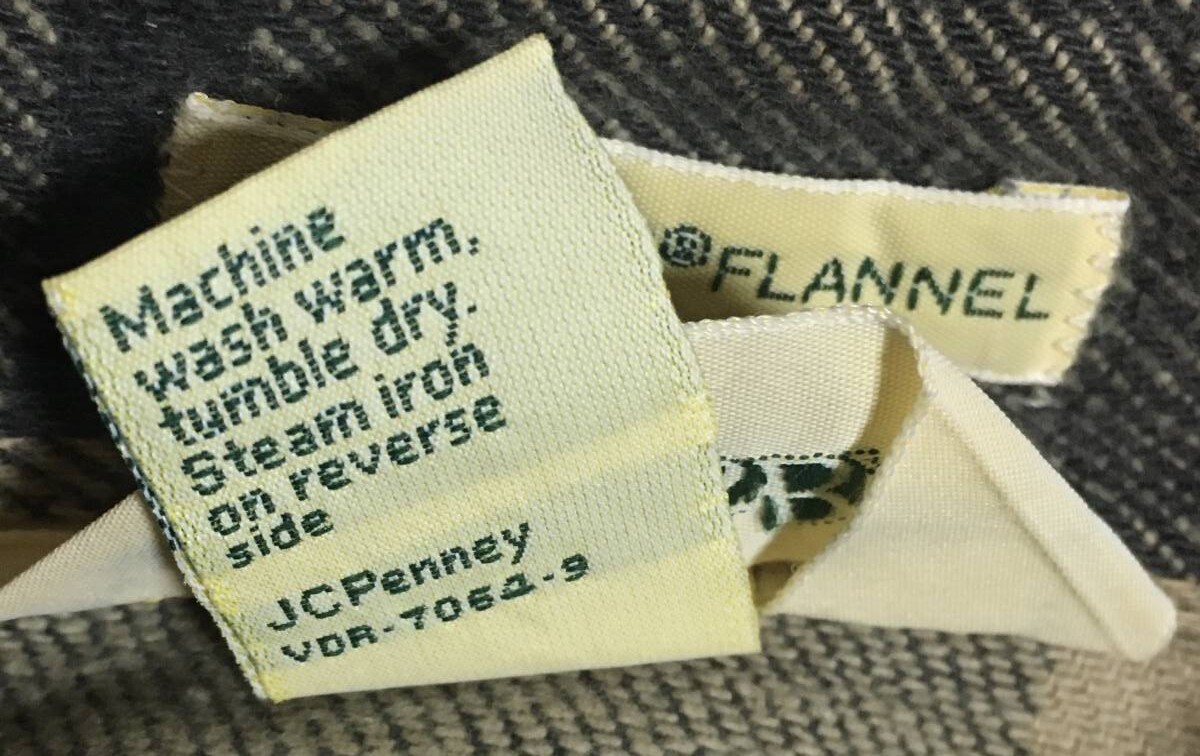 Machine
wash warm,
tumble dry.
Steam iron
on reverse
side
JCPenney
VDR-7064-9
®FLANNEL